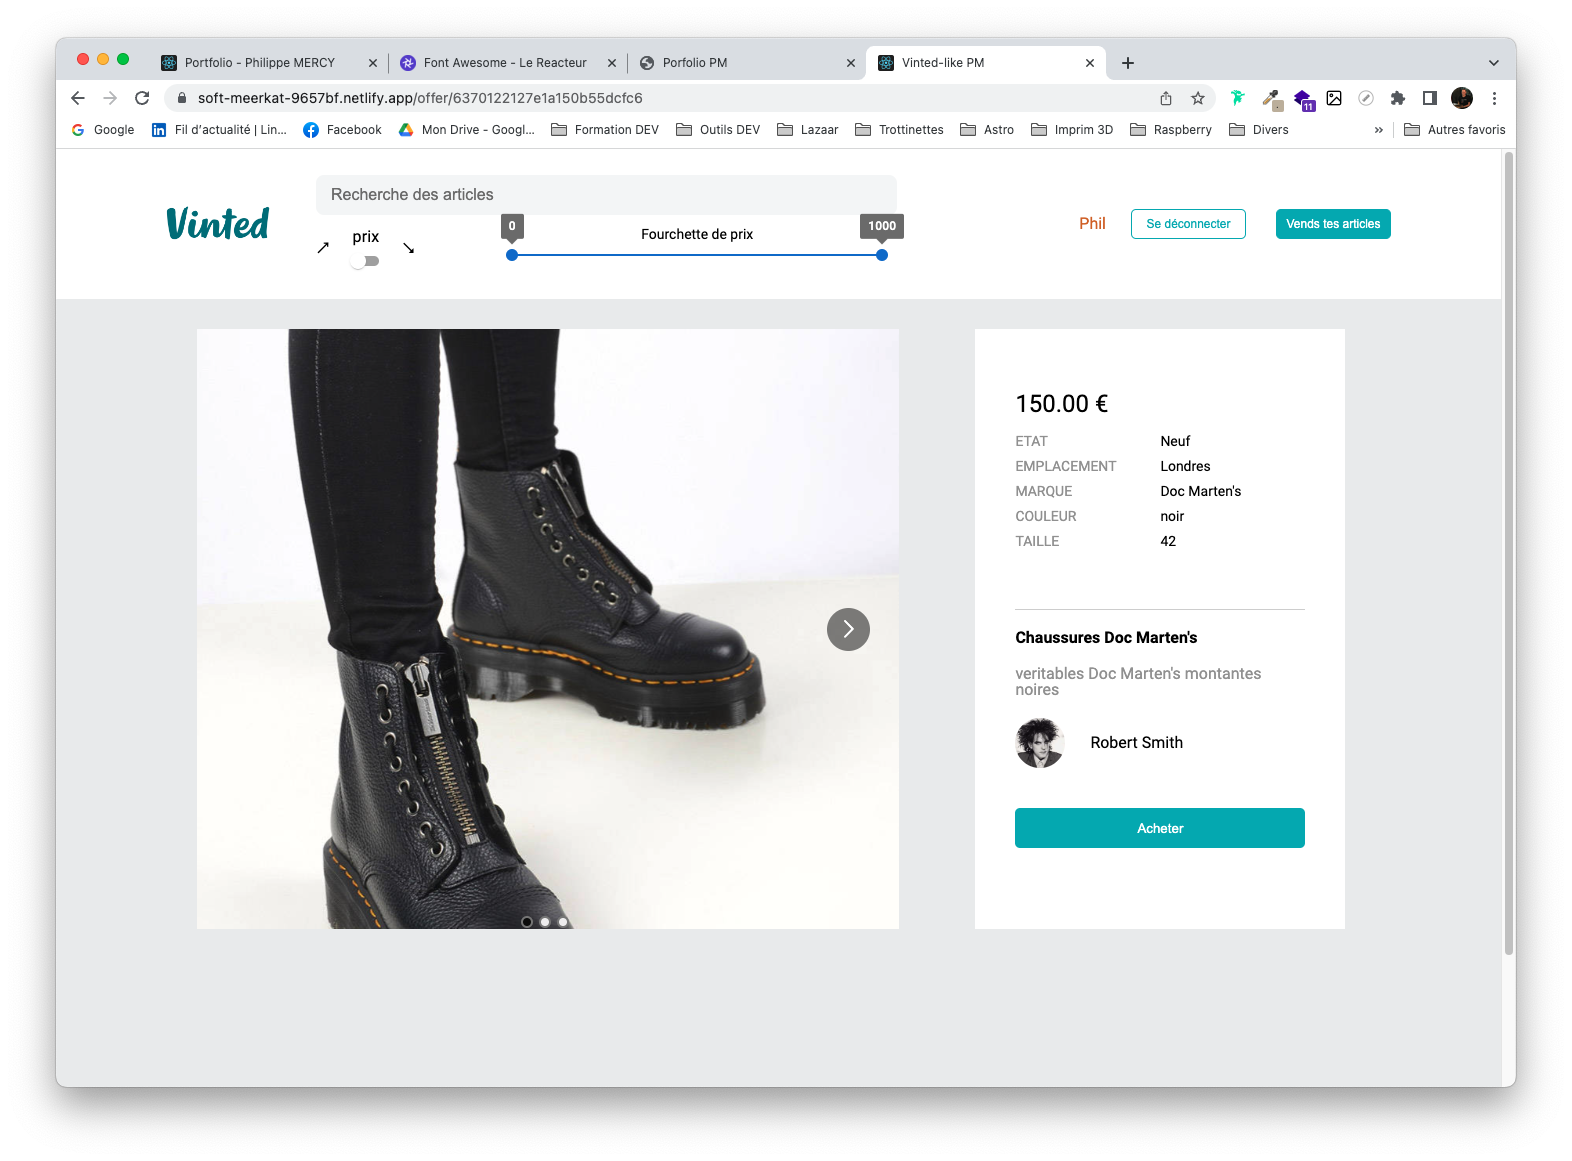 Portfolio - Philippe MERCY
Font Awesome - Le Reacteur
Porfolio PM
Vinted-like PM
soft-meerkat-9657bf.netlify.app/offer/6370122127e1a150b55dcfc6
11
Google
Fil d’actualité | Lin...
Facebook
Mon Drive - Googl...
Formation DEV
Outils DEV
Lazaar
Trottinettes
Astro
Imprim 3D
Raspberry
Divers
»
Autres favoris
Vinted
Recherche des articles
prix
0
Fourchette de prix
1000
Phil
Se déconnecter
Vends tes articles
150.00 €
ETAT Neuf
EMPLACEMENT Londres
MARQUE Doc Marten's
COULEUR noir
TAILLE 42
Chaussures Doc Marten's
veritables Doc Marten's montantes
noires
Robert Smith
Acheter